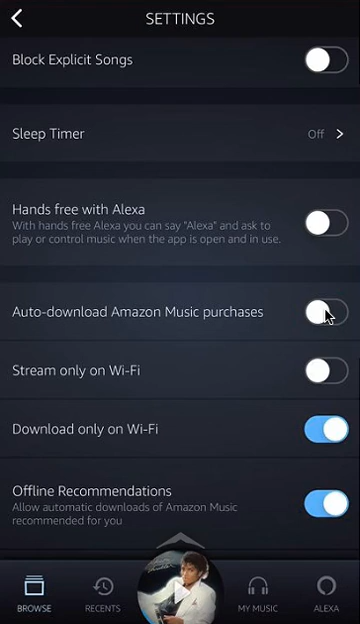 SETTINGS
Block Explicit Songs
Sleep Timer
Off
Hands free with Alexa
With hands free Alexa you can say "Alexa" and ask to
play or control music when the app is open and in use.
Auto-download Amazon Music purchases
Stream only on Wi-Fi
Download only on Wi-Fi
Offline Recommendations
Allow automatic downloads of Amazon Music
recommended for you
BROWSE
RECENTS
MY MUSIC
ALEXA